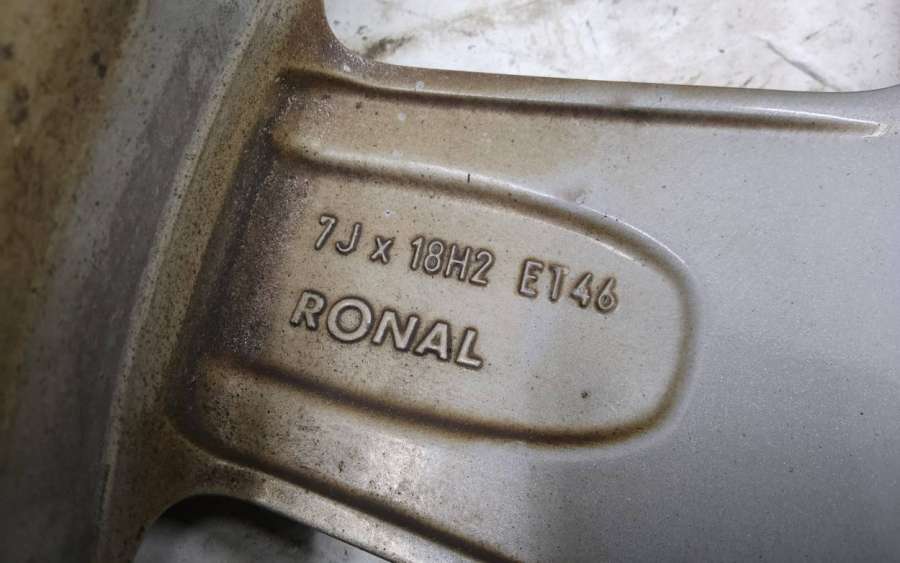 7J x 18H2 ET46
RONAL